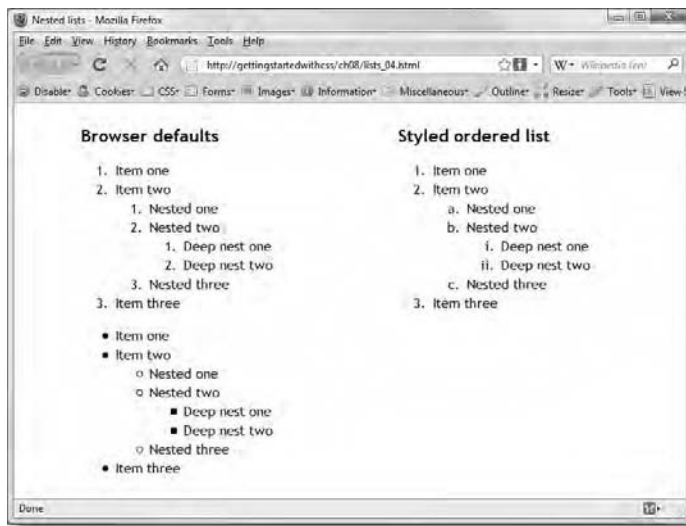 Nested lists - Mozilla Firefox
File Edit View History Bookmarks Tools Help
http://gettingstartedwithcss/ch08/lists_04.html
W
Disable Cookies CSS Forms Images Information Miscellaneous Outline Resize Tools View
Browser defaults
1. Item one
2. Item two
1. Nested one
2. Nested two
1. Deep nest one
2. Deep nest two
3. Nested three
3. Item three
• Item one
• Item two
○ Nested one
○ Nested two
■ Deep nest one
■ Deep nest two
○ Nested three
• Item three
Styled ordered list
1. Item one
2. Item two
a. Nested one
b. Nested two
i. Deep nest one
ii. Deep nest two
c. Nested three
3. Item three
Done